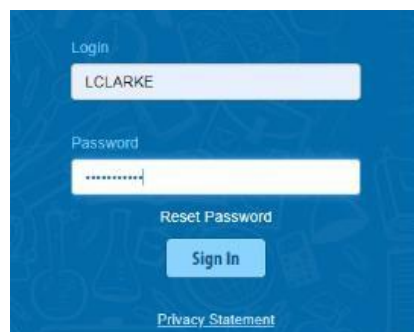 Login
LCLARKE
Password
•••••••••••
Reset Password
Sign In
Privacy Statement